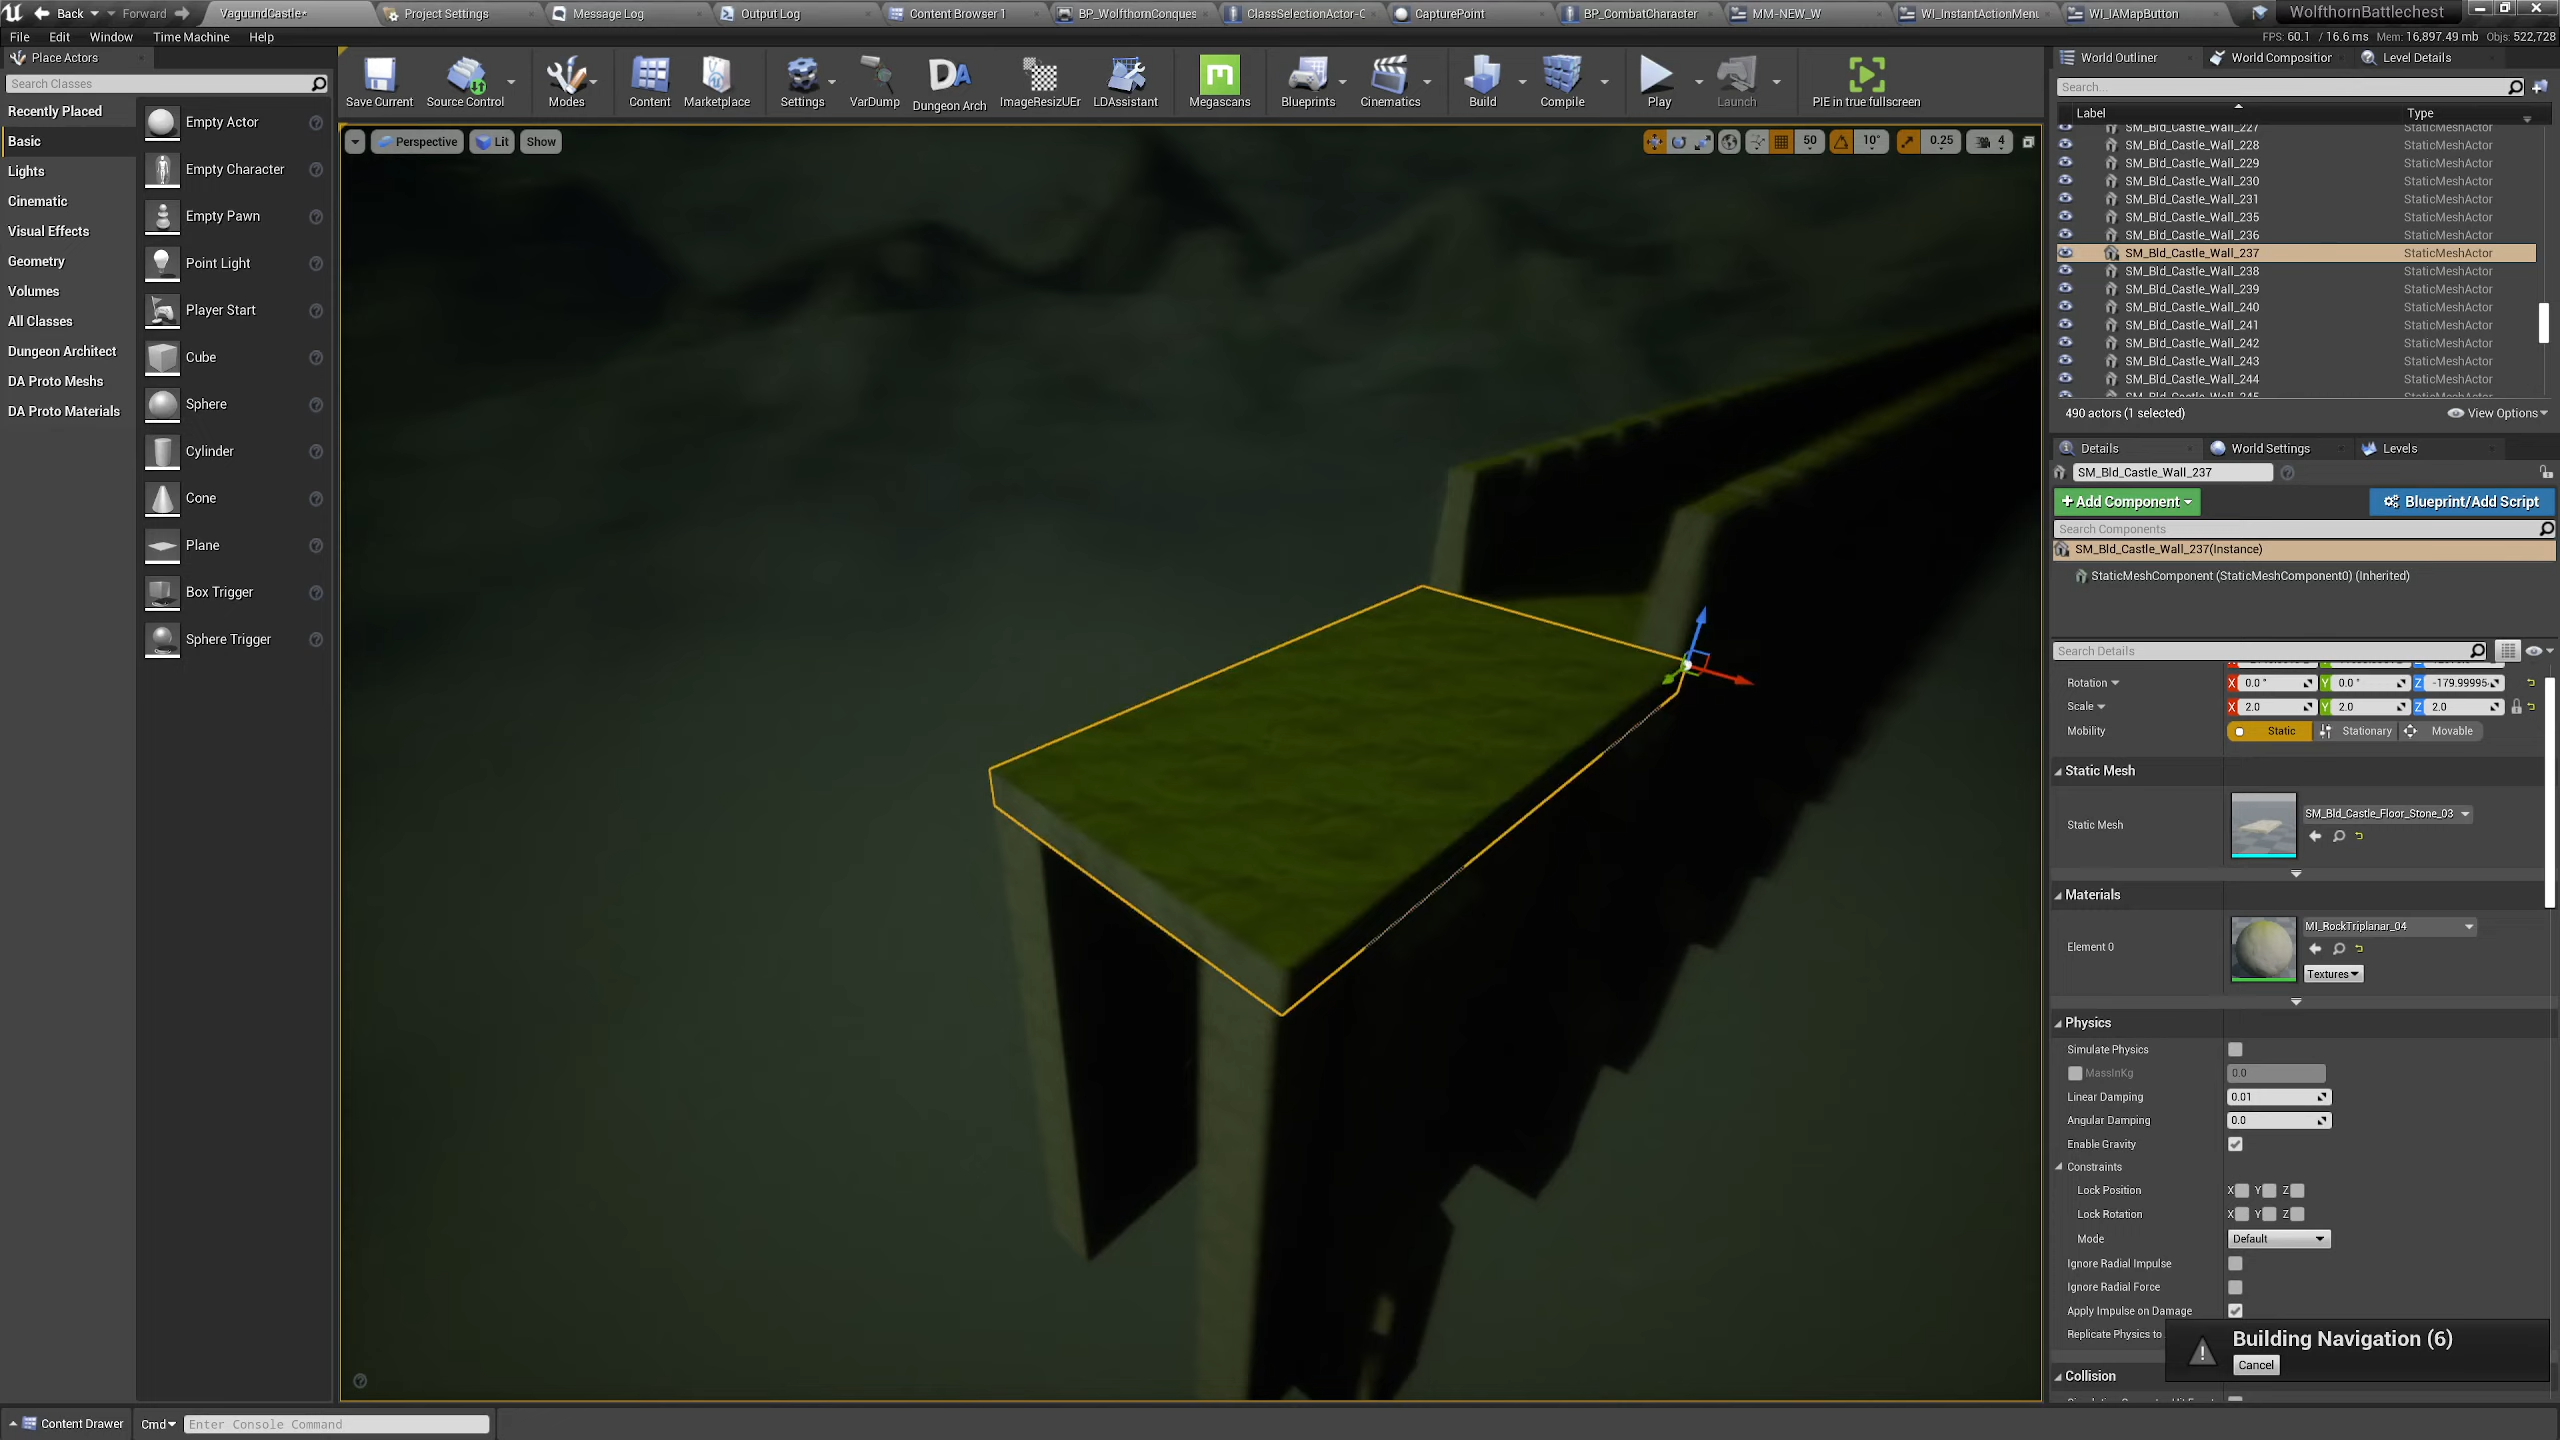 Back
Forward
VaguundCastle*
Project Settings
Message Log
Output Log
Content Browser 1
BP_WolfthornConques
ClassSelectionActor-C
CapturePoint
BP_CombatCharacter
MM-NEW_W
WI_InstantActionMenu
WI_IAMapButton
WolfthornBattlechest
File
Edit
Window
Time Machine
Help
FPS: 60.1 / 16.6 ms
Mem: 16,897.49 mb
Objs: 522,728
Place Actors
Search Classes
Recently Placed
Basic
Lights
Cinematic
Visual Effects
Geometry
Volumes
All Classes
Dungeon Architect
DA Proto Meshs
DA Proto Materials
Empty Actor
Empty Character
Empty Pawn
Point Light
Player Start
Cube
Sphere
Cylinder
Cone
Plane
Box Trigger
Sphere Trigger
Save Current
Source Control
Modes
Content
Marketplace
Settings
VarDump
DA
Dungeon Arch
ImageResizUEr
LDAssistant
Megascans
Blueprints
Cinematics
Build
Compile
Play
Launch
PIE in true fullscreen
Perspective
Lit
Show
50
10°
0.25
4
World Outliner
World Composition
Level Details
Search...
Label
Type
SM_Bld_Castle_Wall_227 StaticMeshActor
SM_Bld_Castle_Wall_228 StaticMeshActor
SM_Bld_Castle_Wall_229 StaticMeshActor
SM_Bld_Castle_Wall_230 StaticMeshActor
SM_Bld_Castle_Wall_231 StaticMeshActor
SM_Bld_Castle_Wall_235 StaticMeshActor
SM_Bld_Castle_Wall_236 StaticMeshActor
SM_Bld_Castle_Wall_237 StaticMeshActor
SM_Bld_Castle_Wall_238 StaticMeshActor
SM_Bld_Castle_Wall_239 StaticMeshActor
SM_Bld_Castle_Wall_240 StaticMeshActor
SM_Bld_Castle_Wall_241 StaticMeshActor
SM_Bld_Castle_Wall_242 StaticMeshActor
SM_Bld_Castle_Wall_243 StaticMeshActor
SM_Bld_Castle_Wall_244 StaticMeshActor
490 actors (1 selected)
View Options
Details
World Settings
Levels
SM_Bld_Castle_Wall_237
+ Add Component
Blueprint/Add Script
Search Components
SM_Bld_Castle_Wall_237(Instance)
StaticMeshComponent (StaticMeshComponent0) (Inherited)
Search Details
Rotation X 0.0 ° Y 0.0 ° Z -179.99995
Scale X 2.0 Y 2.0 Z 2.0
Mobility Static Stationary Movable
Static Mesh
Static Mesh
SM_Bld_Castle_Floor_Stone_03
Materials
Element 0
MI_RockTriplanar_04
Textures
Physics
Simulate Physics
MassInKg 0.0
Linear Damping 0.01
Angular Damping 0.0
Enable Gravity
Constraints
Lock Position X Y Z
Lock Rotation X Y Z
Mode Default
Ignore Radial Impulse
Ignore Radial Force
Apply Impulse on Damage
Replicate Physics to
Building Navigation (6)
Cancel
Collision
Content Drawer
Cmd
Enter Console Command